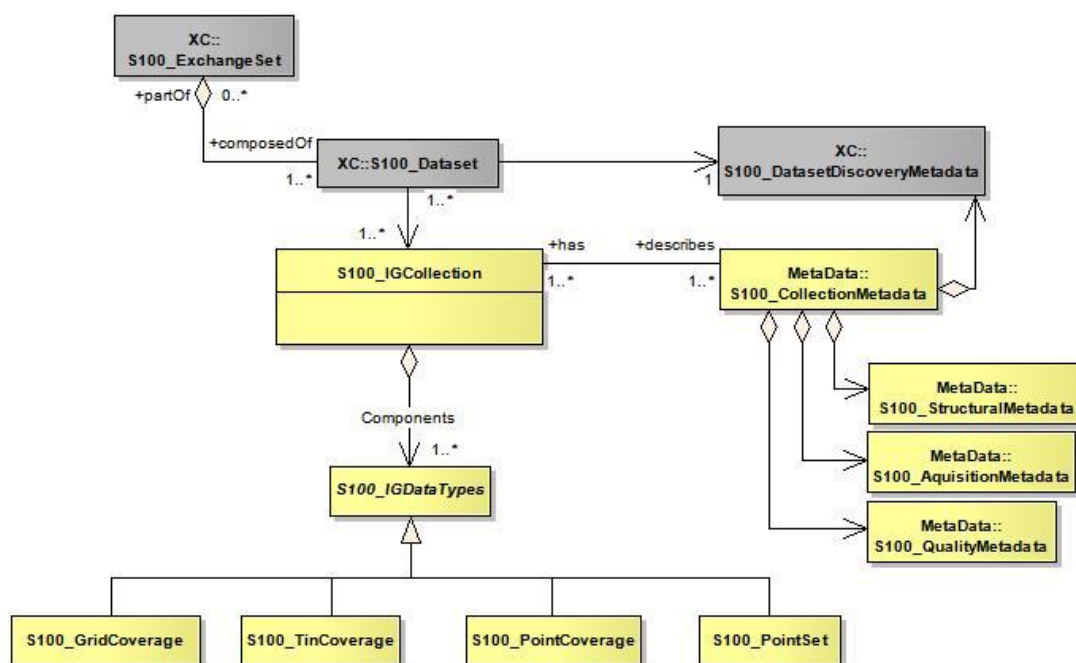 XC::
S100_ExchangeSet
+partOf
0..*
+composedOf
1..*
XC::S100_Dataset
1..*
1
XC::
S100_DatasetDiscoveryMetadata
1..*
S100_IGCollection
+has
+describes
1..*
1..*
MetaData::
S100_CollectionMetadata
Components
1..*
MetaData::
S100_StructuralMetadata
MetaData::
S100_AquisitionMetadata
MetaData::
S100_QualityMetadata
S100_IGDataTypes
S100_GridCoverage
S100_TinCoverage
S100_PointCoverage
S100_PointSet